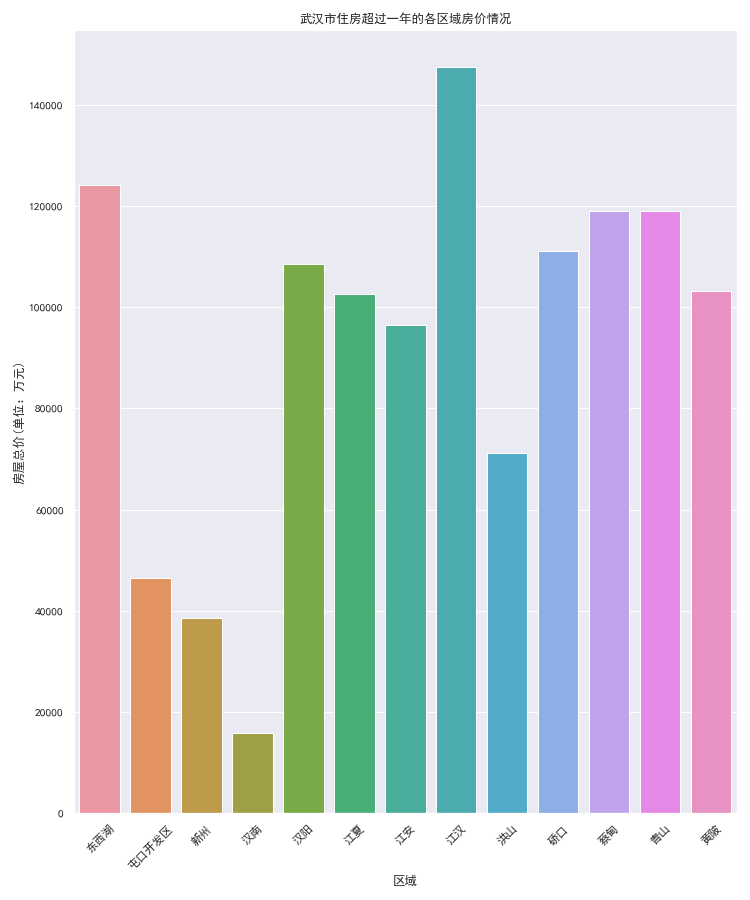 武汉市住房超过一年的各区域房价情况
房屋总价(单位：万元)
140000
120000
100000
80000
60000
40000
20000
0
东西湖
屯口开发区
新州
汉南
汉阳
江夏
江安
江汉
洪山
硚口
蔡甸
青山
黄陂
区域